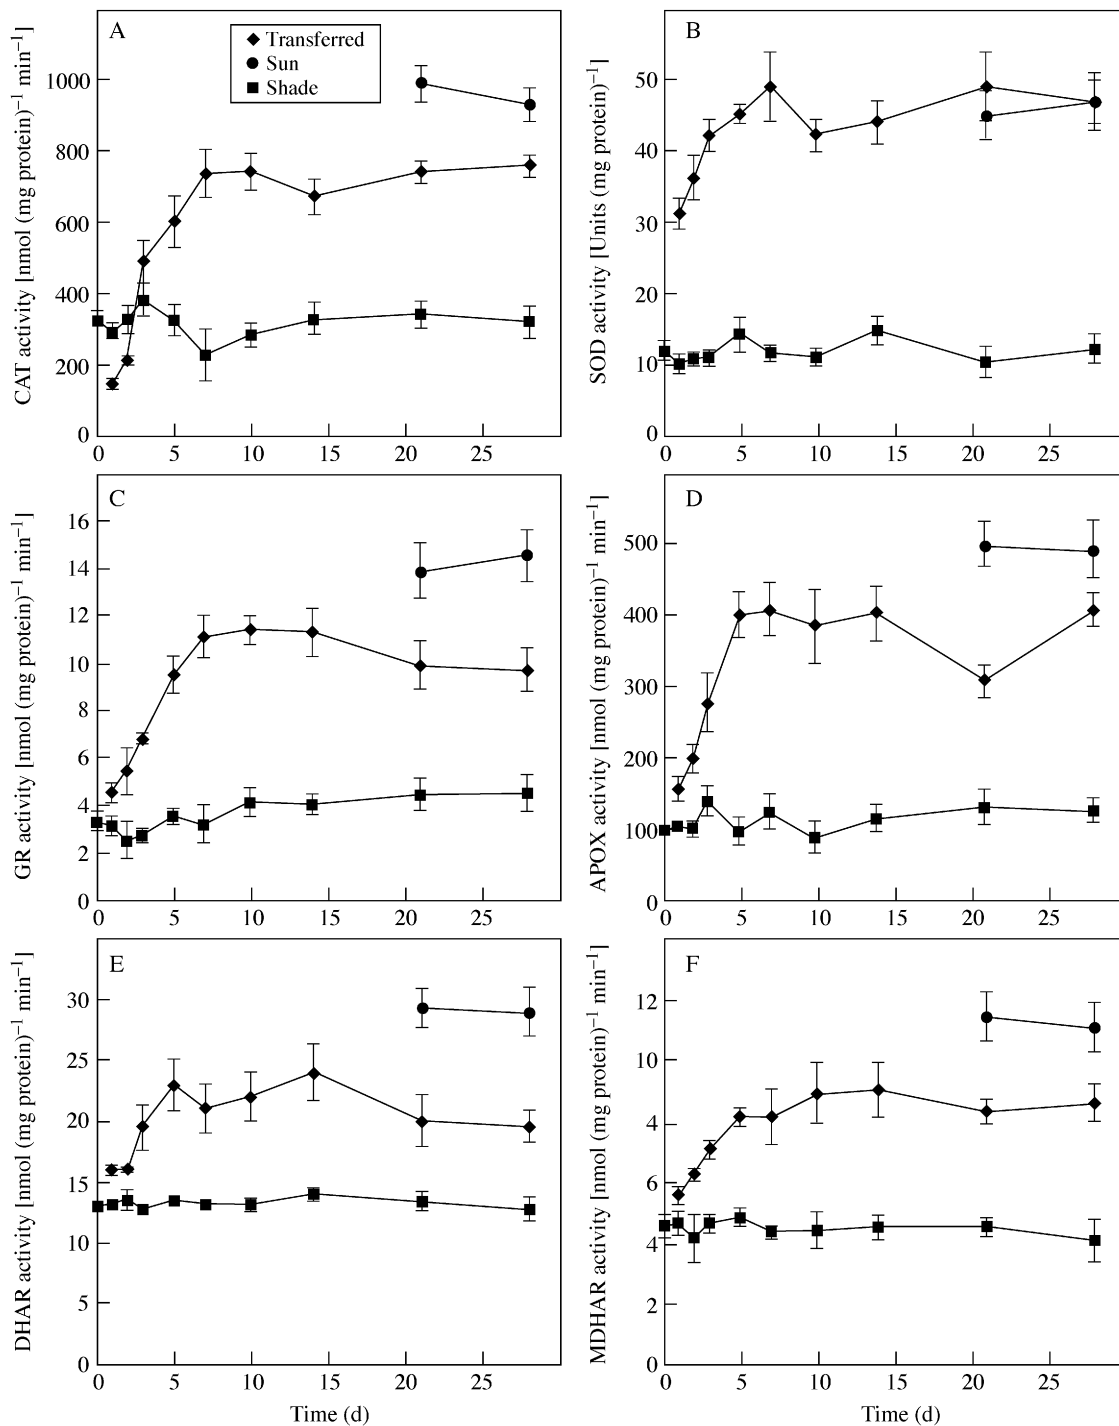 A
Transferred
Sun
Shade
CAT activity [nmol (mg protein)⁻¹ min⁻¹]
1000
800
600
400
200
0
0 5 10 15 20 25
B
SOD activity [Units (mg protein)⁻¹]
50
40
30
20
10
0
0 5 10 15 20 25
C
GR activity [nmol (mg protein)⁻¹ min⁻¹]
16
14
12
10
8
6
4
2
0
0 5 10 15 20 25
D
APOX activity [nmol (mg protein)⁻¹ min⁻¹]
500
400
300
200
100
0
0 5 10 15 20 25
E
DHAR activity [nmol (mg protein)⁻¹ min⁻¹]
30
25
20
15
10
5
0
0 5 10 15 20 25
Time (d)
F
MDHAR activity [nmol (mg protein)⁻¹ min⁻¹]
12
4
4
6
4
2
0
0 5 10 15 20 25
Time (d)